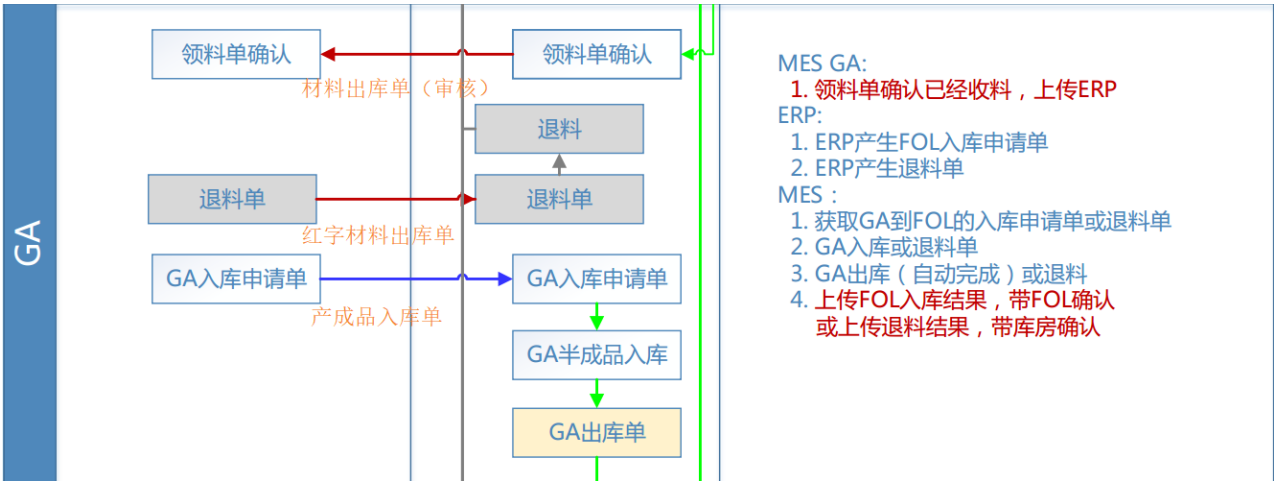 GA
领料单确认
领料单确认
材料出库单（审核）
退料
退料单
退料单
红字材料出库单
GA入库申请单
GA入库申请单
产成品入库单
GA半成品入库
GA出库单
MES GA:
1. 领料单确认已经收料，上传ERP
ERP:
1. ERP产生FOL入库申请单
2. ERP产生退料单
MES：
1. 获取GA到FOL的入库申请单或退料单
2. GA入库或退料单
3. GA出库（自动完成）或退料
4. 上传FOL入库结果，带FOL确认
或上传退料结果，带库房确认